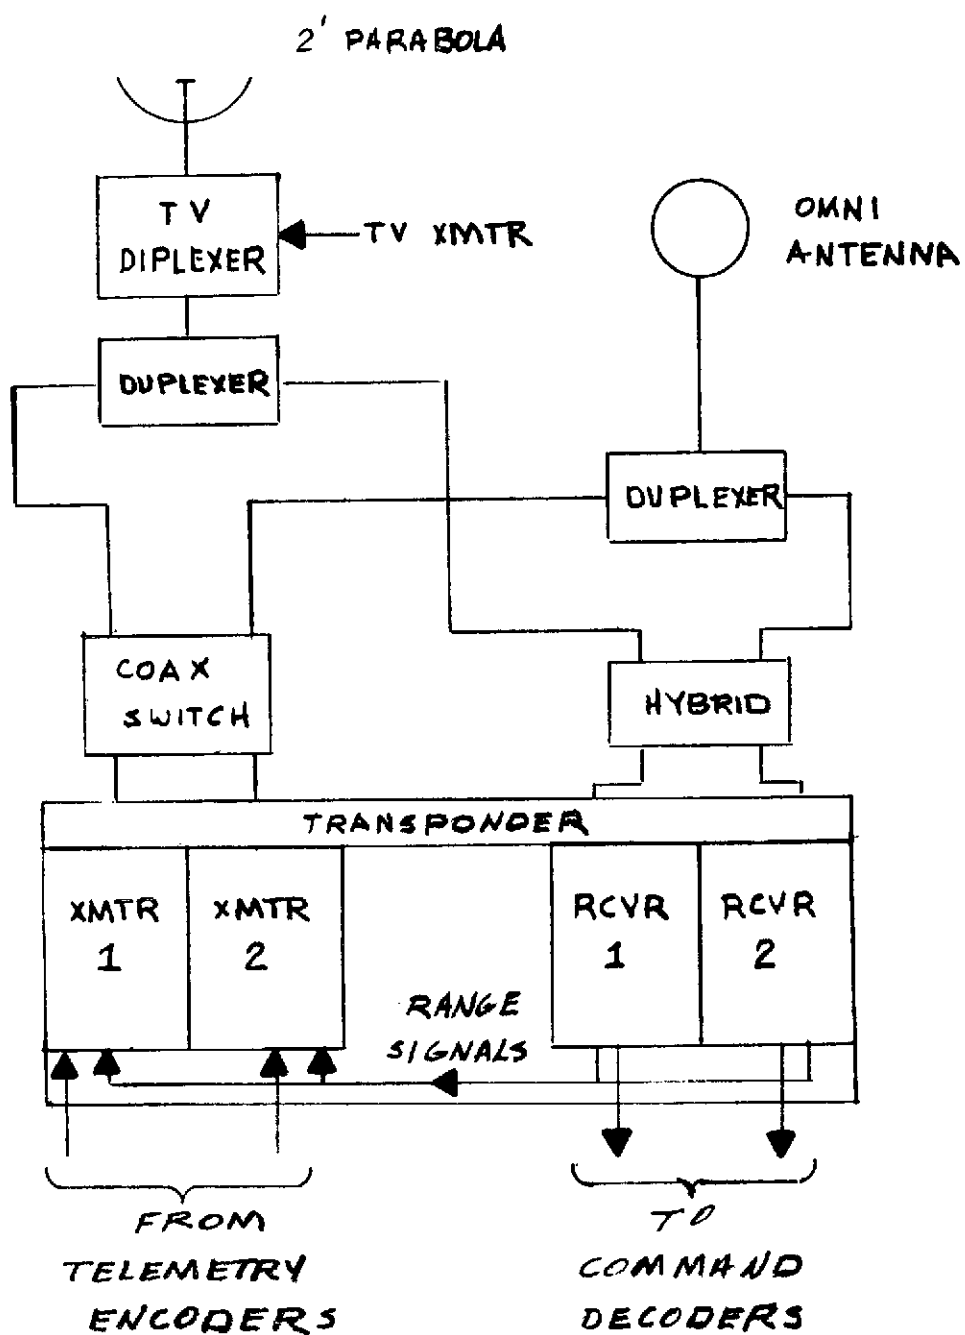 2' PARABOLA
TV
DIPLEXER
TV XMTR
OMNI
ANTENNA
DUPLEXER
DUPLEXER
COAX
SWITCH
HYBRID
TRANSPONDER
XMTR
1
XMTR
2
RCVR
1
RCVR
2
RANGE
SIGNALS
FROM
TELEMETRY
ENCODERS
TO
COMMAND
DECODERS